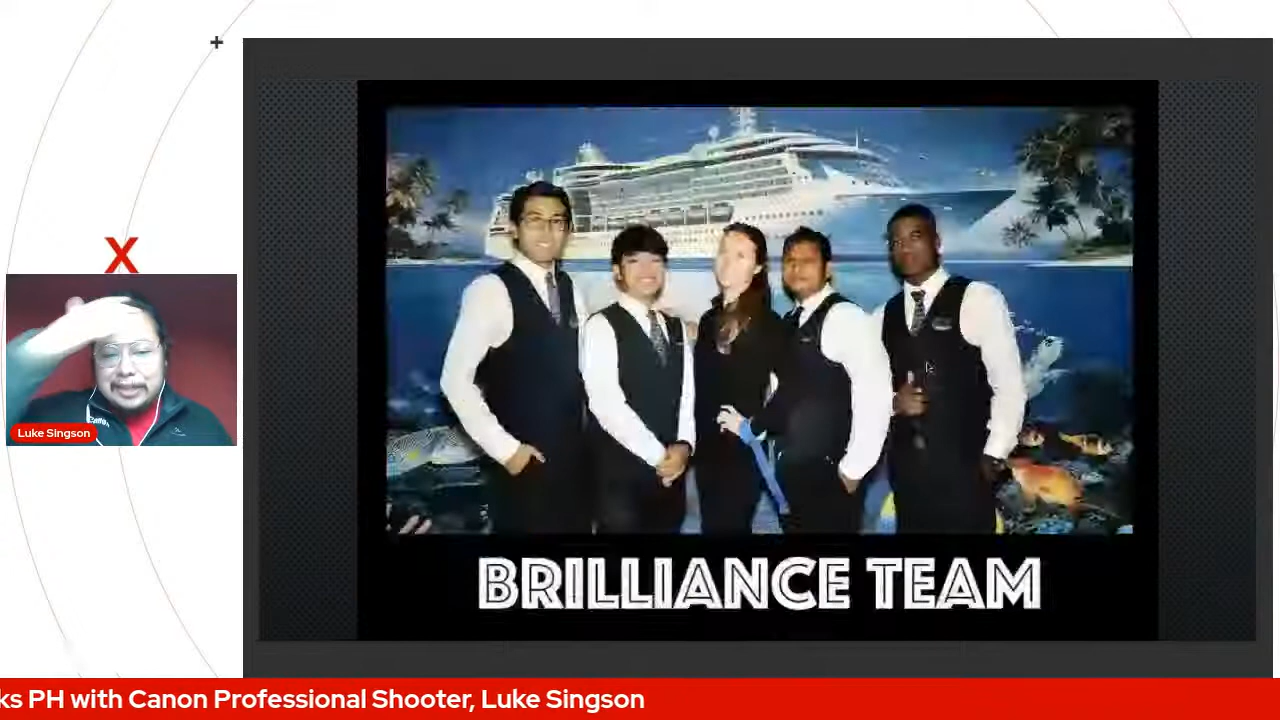 X
Luke Singson
BRILLIANCE TEAM
ks PH with Canon Professional Shooter, Luke Singson